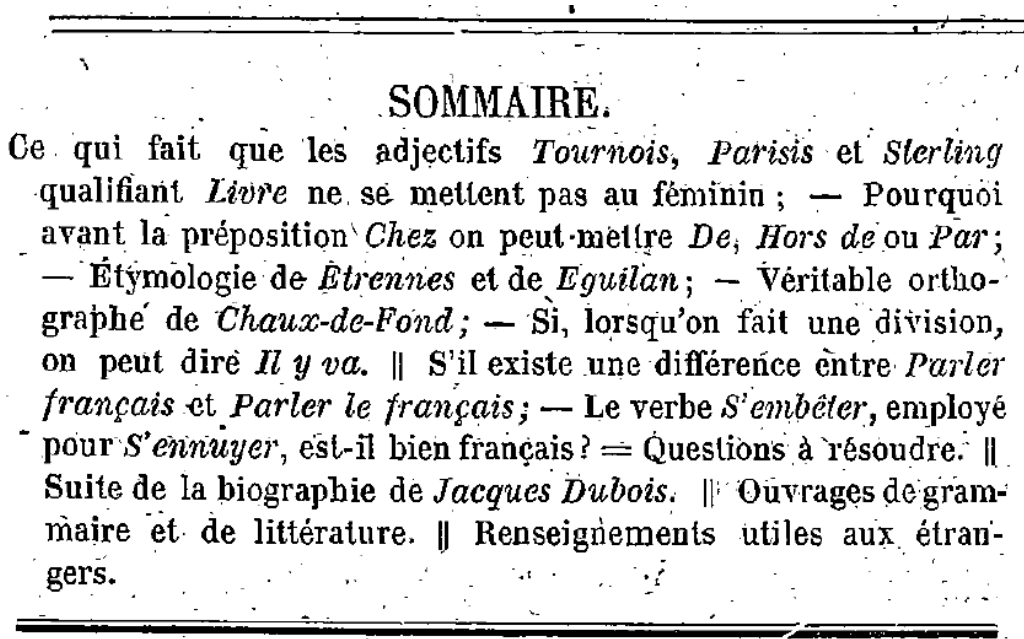 SOMMAIRE.
Ce qui fait que les adjectifs Tournois, Parisis et Sterling
qualifiant Livre ne se mettent pas au féminin ; — Pourquoi
avant la préposition Chez on peut mettre De, Hors de ou Par ;
— Étymologie de Étrennes et de Eguilan ; — Véritable ortho-
graphe de Chaux-de-Fond ; — Si, lorsqu'on fait une division,
on peut dire Il y va. || S'il existe une différence entre Parler
français et Parler le français ; — Le verbe S'embêter, employé
pour S'ennuyer, est-il bien français ? = Questions à résoudre. ||
Suite de la biographie de Jacques Dubois. || Ouvrages de gram-
maire et de littérature. || Renseignements utiles aux étran-
gers.